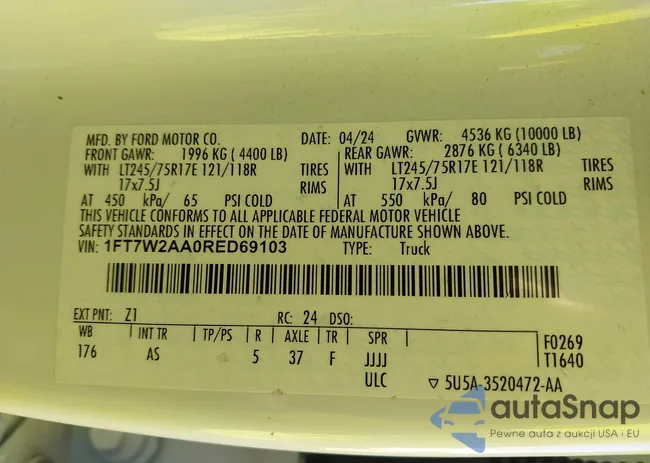 MFD. BY FORD MOTOR CO. DATE: 04/24 GVWR: 4536 KG (10000 LB)
FRONT GAWR: 1996 KG ( 4400 LB) REAR GAWR: 2876 KG ( 6340 LB)
WITH LT245/75R17E 121/118R TIRES WITH LT245/75R17E 121/118R TIRES
17x7.5J RIMS 17x7.5J RIMS
AT 450 kPa/ 65 PSI COLD AT 550 kPa/ 80 PSI COLD
THIS VEHICLE CONFORMS TO ALL APPLICABLE FEDERAL MOTOR VEHICLE
SAFETY STANDARDS IN EFFECT ON THE DATE OF MANUFACTURE SHOWN ABOVE.
VIN: 1FT7W2AA0RED69103 TYPE: Truck
EXT PNT: Z1 RC: 24 DSO:
WB INT TR TP/PS R AXLE TR SPR F0269
176 AS 5 37 F JJJJ T1640
ULC ▽ 5U5A-3520472-AA
autaSnap
Pewne auta z aukcji USA i EU